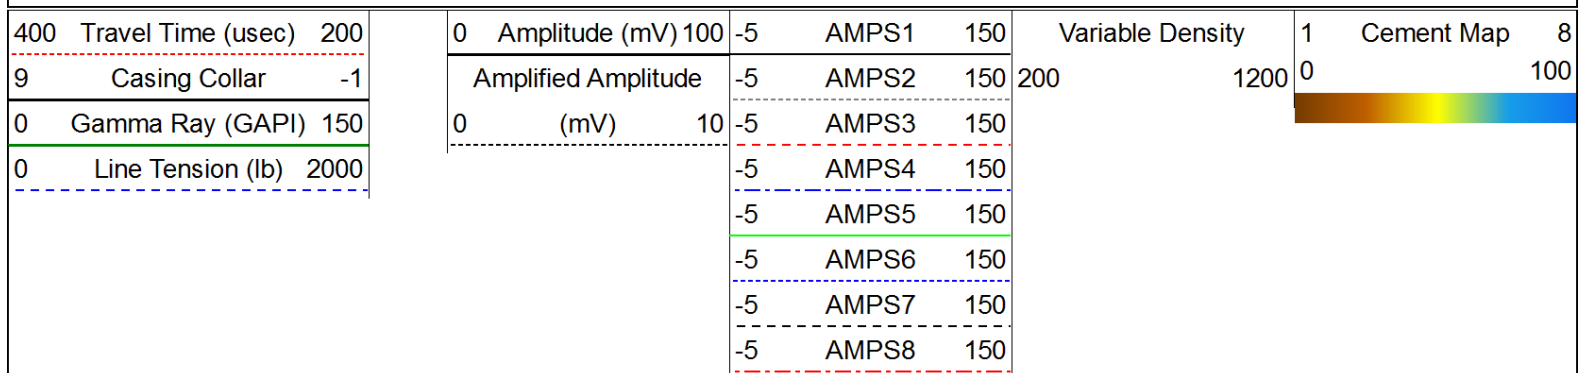 400 Travel Time (usec) 200
9 Casing Collar -1
0 Gamma Ray (GAPI) 150
0 Line Tension (lb) 2000
0 Amplitude (mV) 100
Amplified Amplitude
0 (mV) 10
-5 AMPS1 150
-5 AMPS2 150
-5 AMPS3 150
-5 AMPS4 150
-5 AMPS5 150
-5 AMPS6 150
-5 AMPS7 150
-5 AMPS8 150
Variable Density
200 1200
1 Cement Map 8
0 100